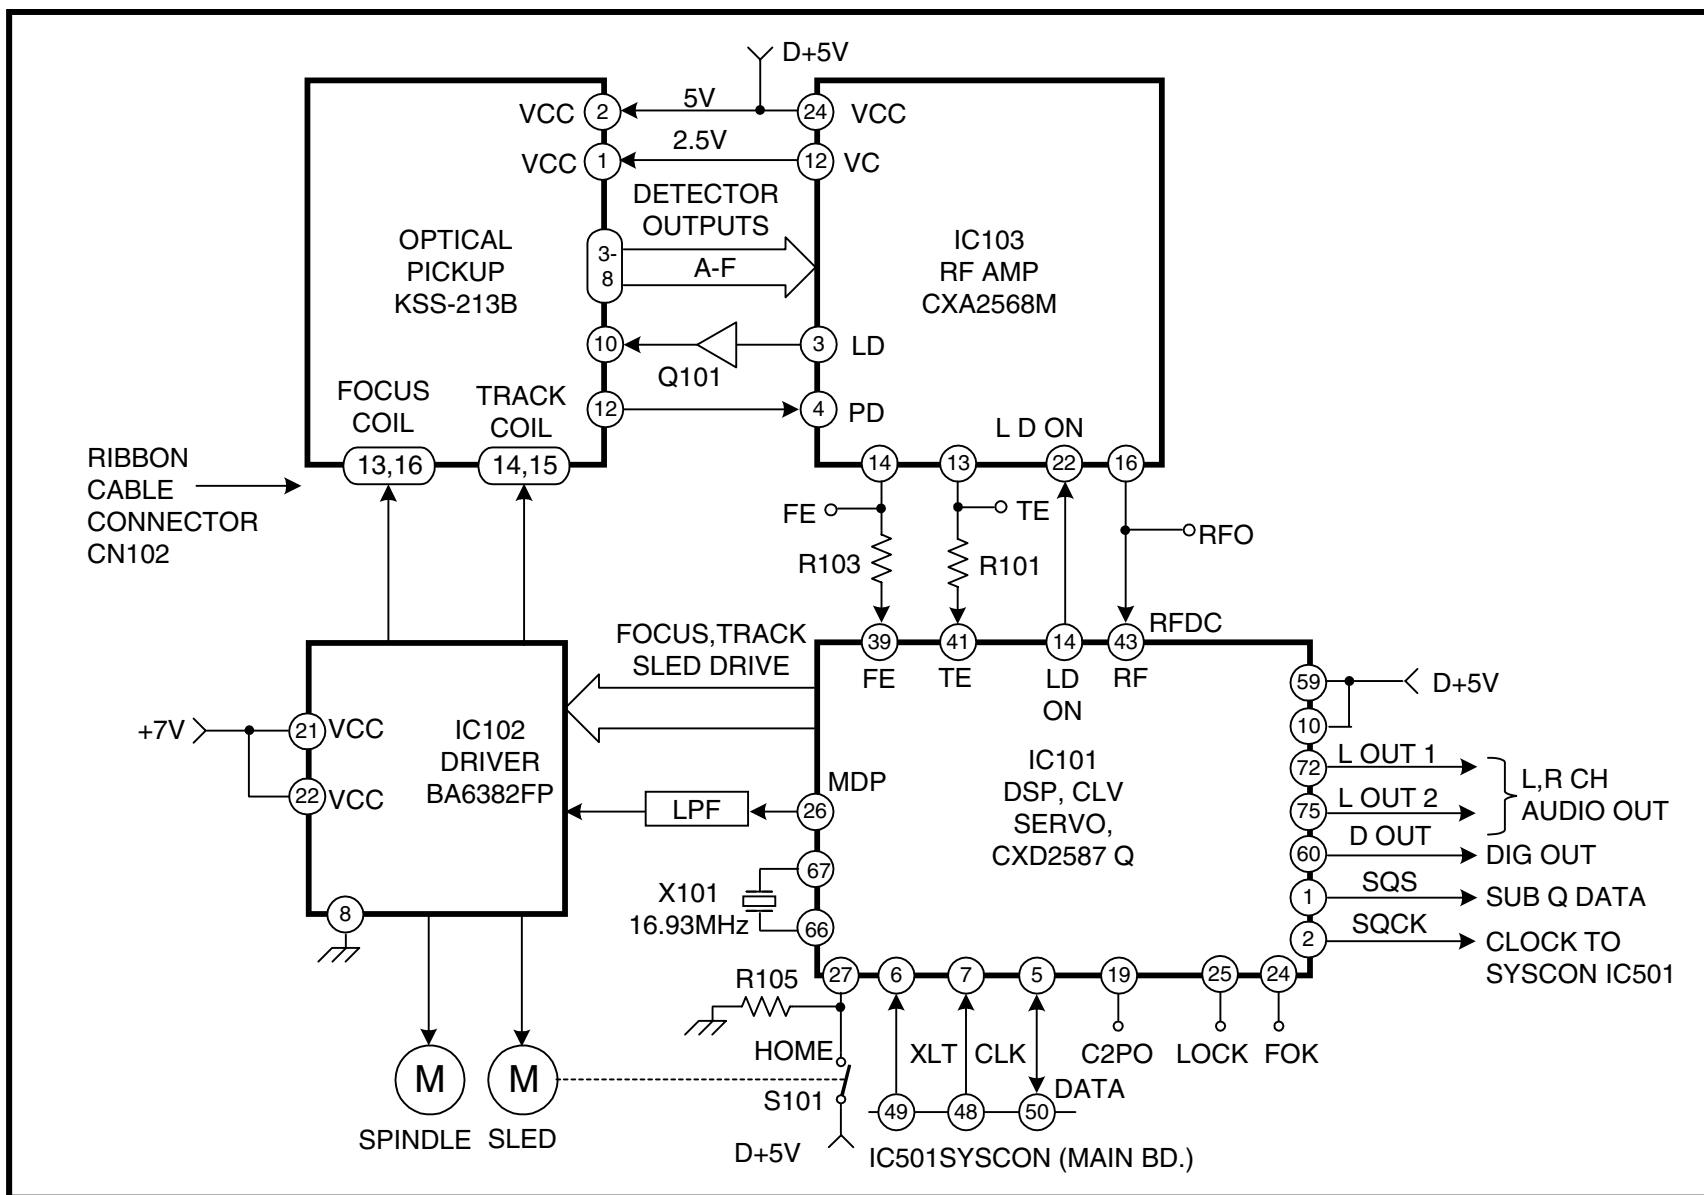 D+5V
VCC
2
5V
24
VCC
VCC
1
2.5V
12
VC
DETECTOR
OUTPUTS
OPTICAL
PICKUP
KSS-213B
3-
8
A-F
IC103
RF AMP
CXA2568M
10
Q101
3
LD
FOCUS
COIL
TRACK
COIL
12
4
PD
L D ON
13,16
14,15
14
13
22
16
RIBBON
CABLE
CONNECTOR
CN102
FE
TE
RFO
R103
R101
FOCUS,TRACK
SLED DRIVE
39
41
14
43
RFDC
FE
TE
LD
ON
RF
59
D+5V
10
+7V
21
VCC
22
VCC
IC102
DRIVER
BA6382FP
MDP
LPF
26
IC101
DSP, CLV
SERVO,
CXD2587 Q
72
L OUT 1
75
L OUT 2
L,R CH
AUDIO OUT
60
D OUT
DIG OUT
1
SQS
SUB Q DATA
2
SQCK
CLOCK TO
SYSCON IC501
67
X101
16.93MHz
66
8
27
6
7
5
19
25
24
R105
HOME
XLT
CLK
C2PO
LOCK
FOK
M
M
S101
DATA
49
48
50
SPINDLE
SLED
D+5V
IC501SYSCON (MAIN BD.)